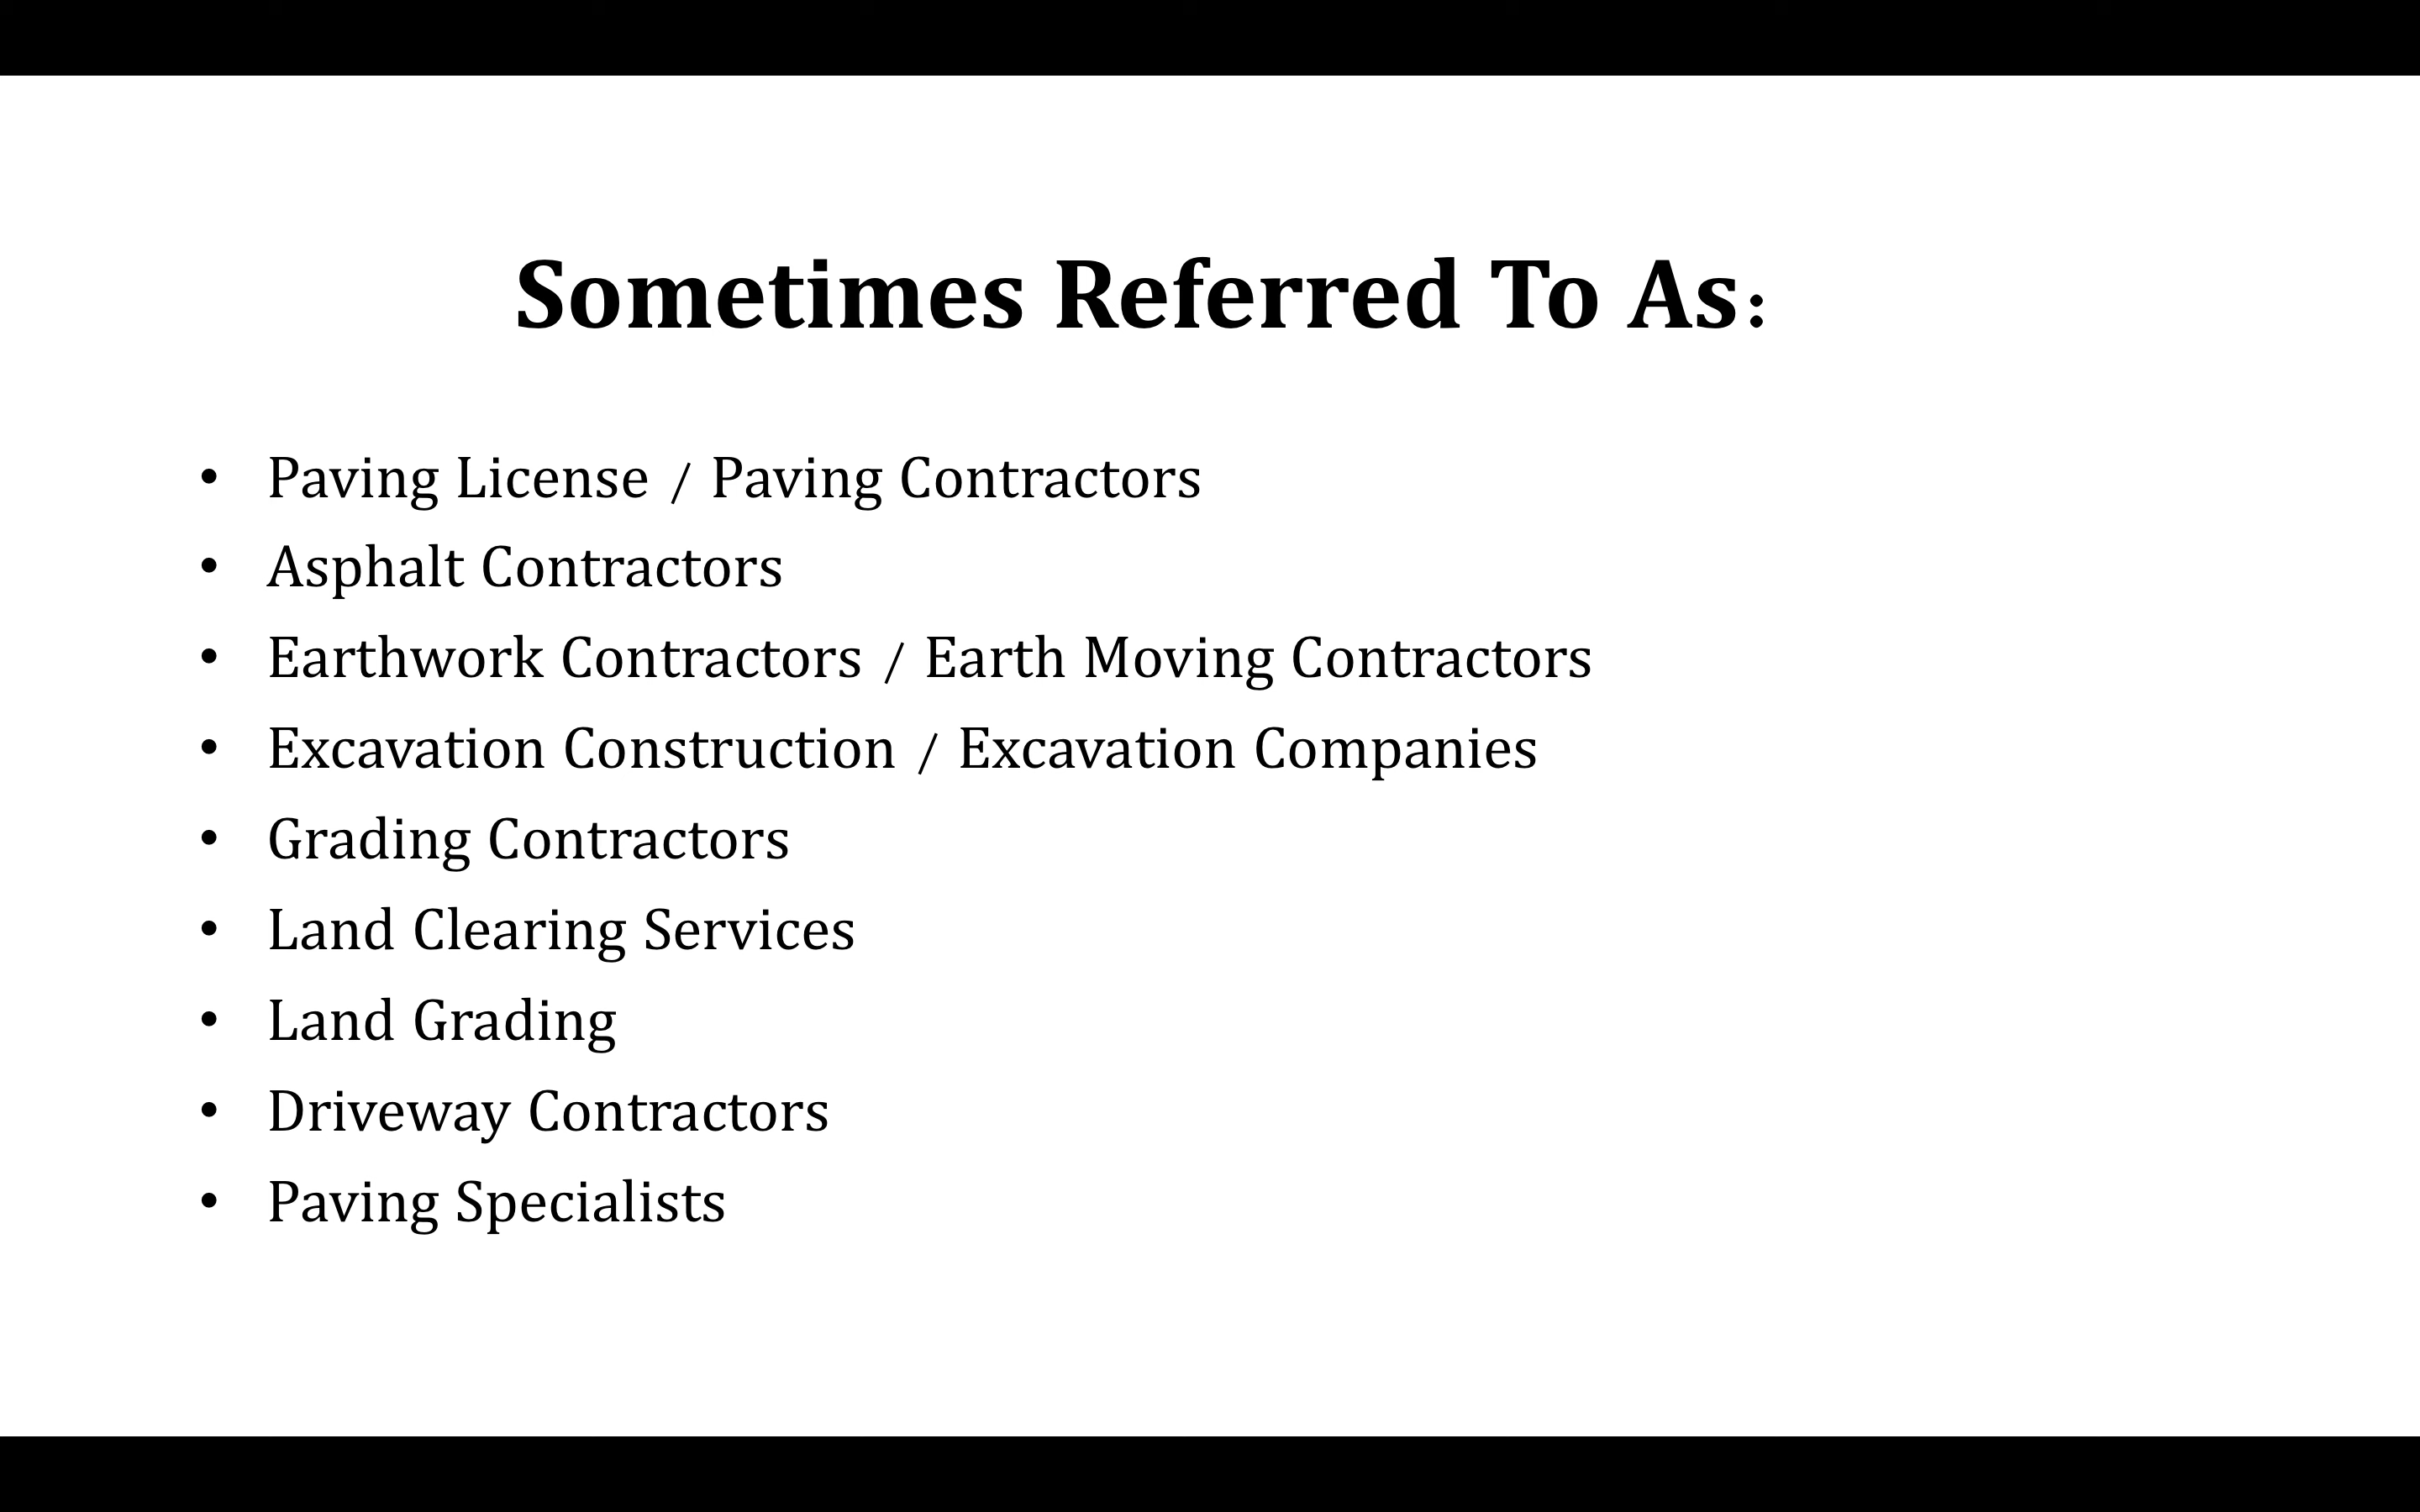 Sometimes Referred To As:
• Paving License / Paving Contractors
• Asphalt Contractors
• Earthwork Contractors / Earth Moving Contractors
• Excavation Construction / Excavation Companies
• Grading Contractors
• Land Clearing Services
• Land Grading
• Driveway Contractors
• Paving Specialists